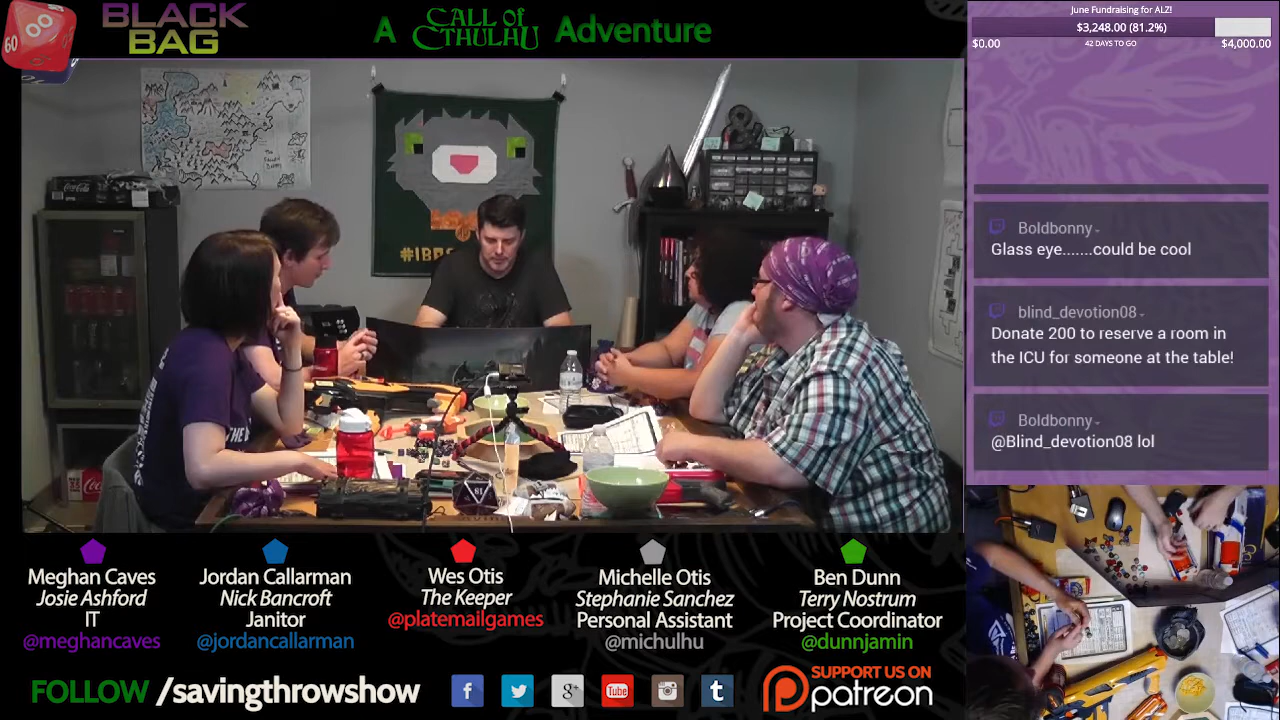 60
00
BLACK
BAG
A CALL of CTHULHU Adventure
June Fundraising for ALZ!
$3,248.00 (81.2%)
$0.00 42 DAYS TO GO $4,000.00
Boldbonny
Glass eye.......could be cool
blind_devotion08
Donate 200 to reserve a room in
the ICU for someone at the table!
Boldbonny
@Blind_devotion08 lol
Meghan Caves
Josie Ashford
IT
@meghancaves
Jordan Callarman
Nick Bancroft
Janitor
@jordancallarman
Wes Otis
The Keeper
@platemailgames
Michelle Otis
Stephanie Sanchez
Personal Assistant
@michulhu
Ben Dunn
Terry Nostrum
Project Coordinator
@dunnjamin
FOLLOW /savingthrowshow
f
g+
You Tube
t
SUPPORT US ON
patreon